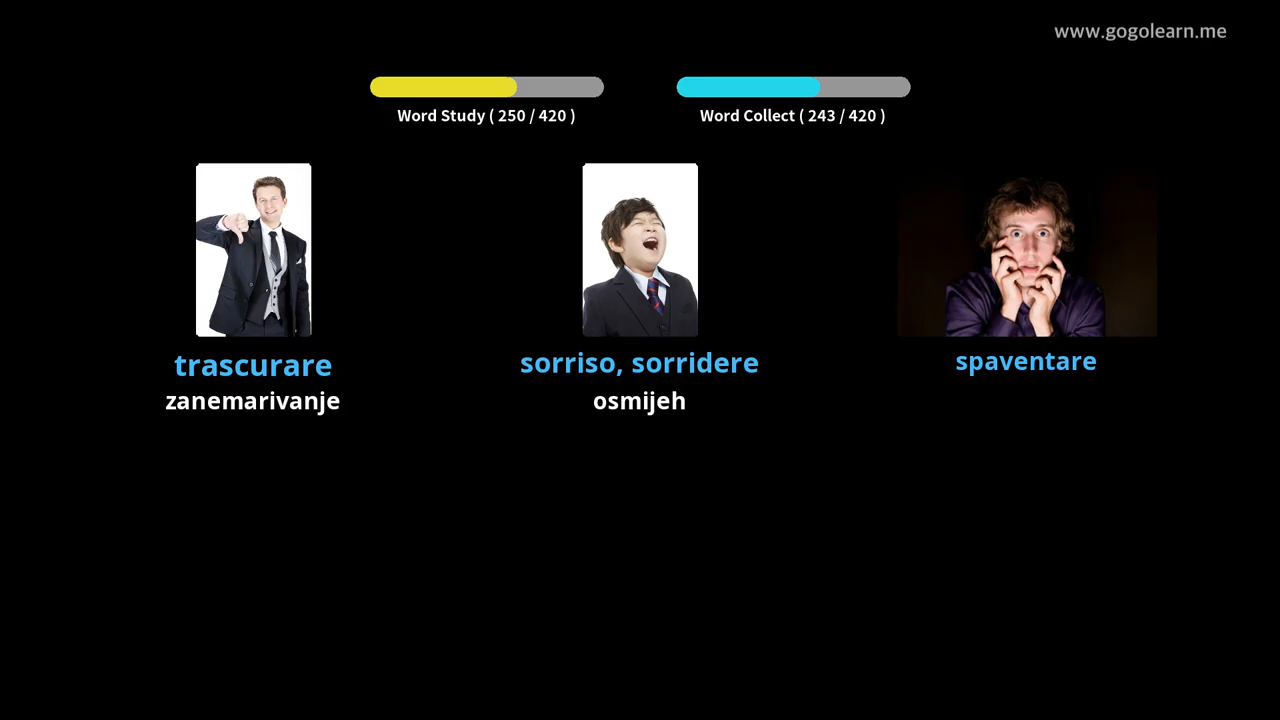 www.gogolearn.me
Word Study ( 250 / 420 )
Word Collect ( 243 / 420 )
trascurare
zanemarivanje
sorriso, sorridere
osmijeh
spaventare